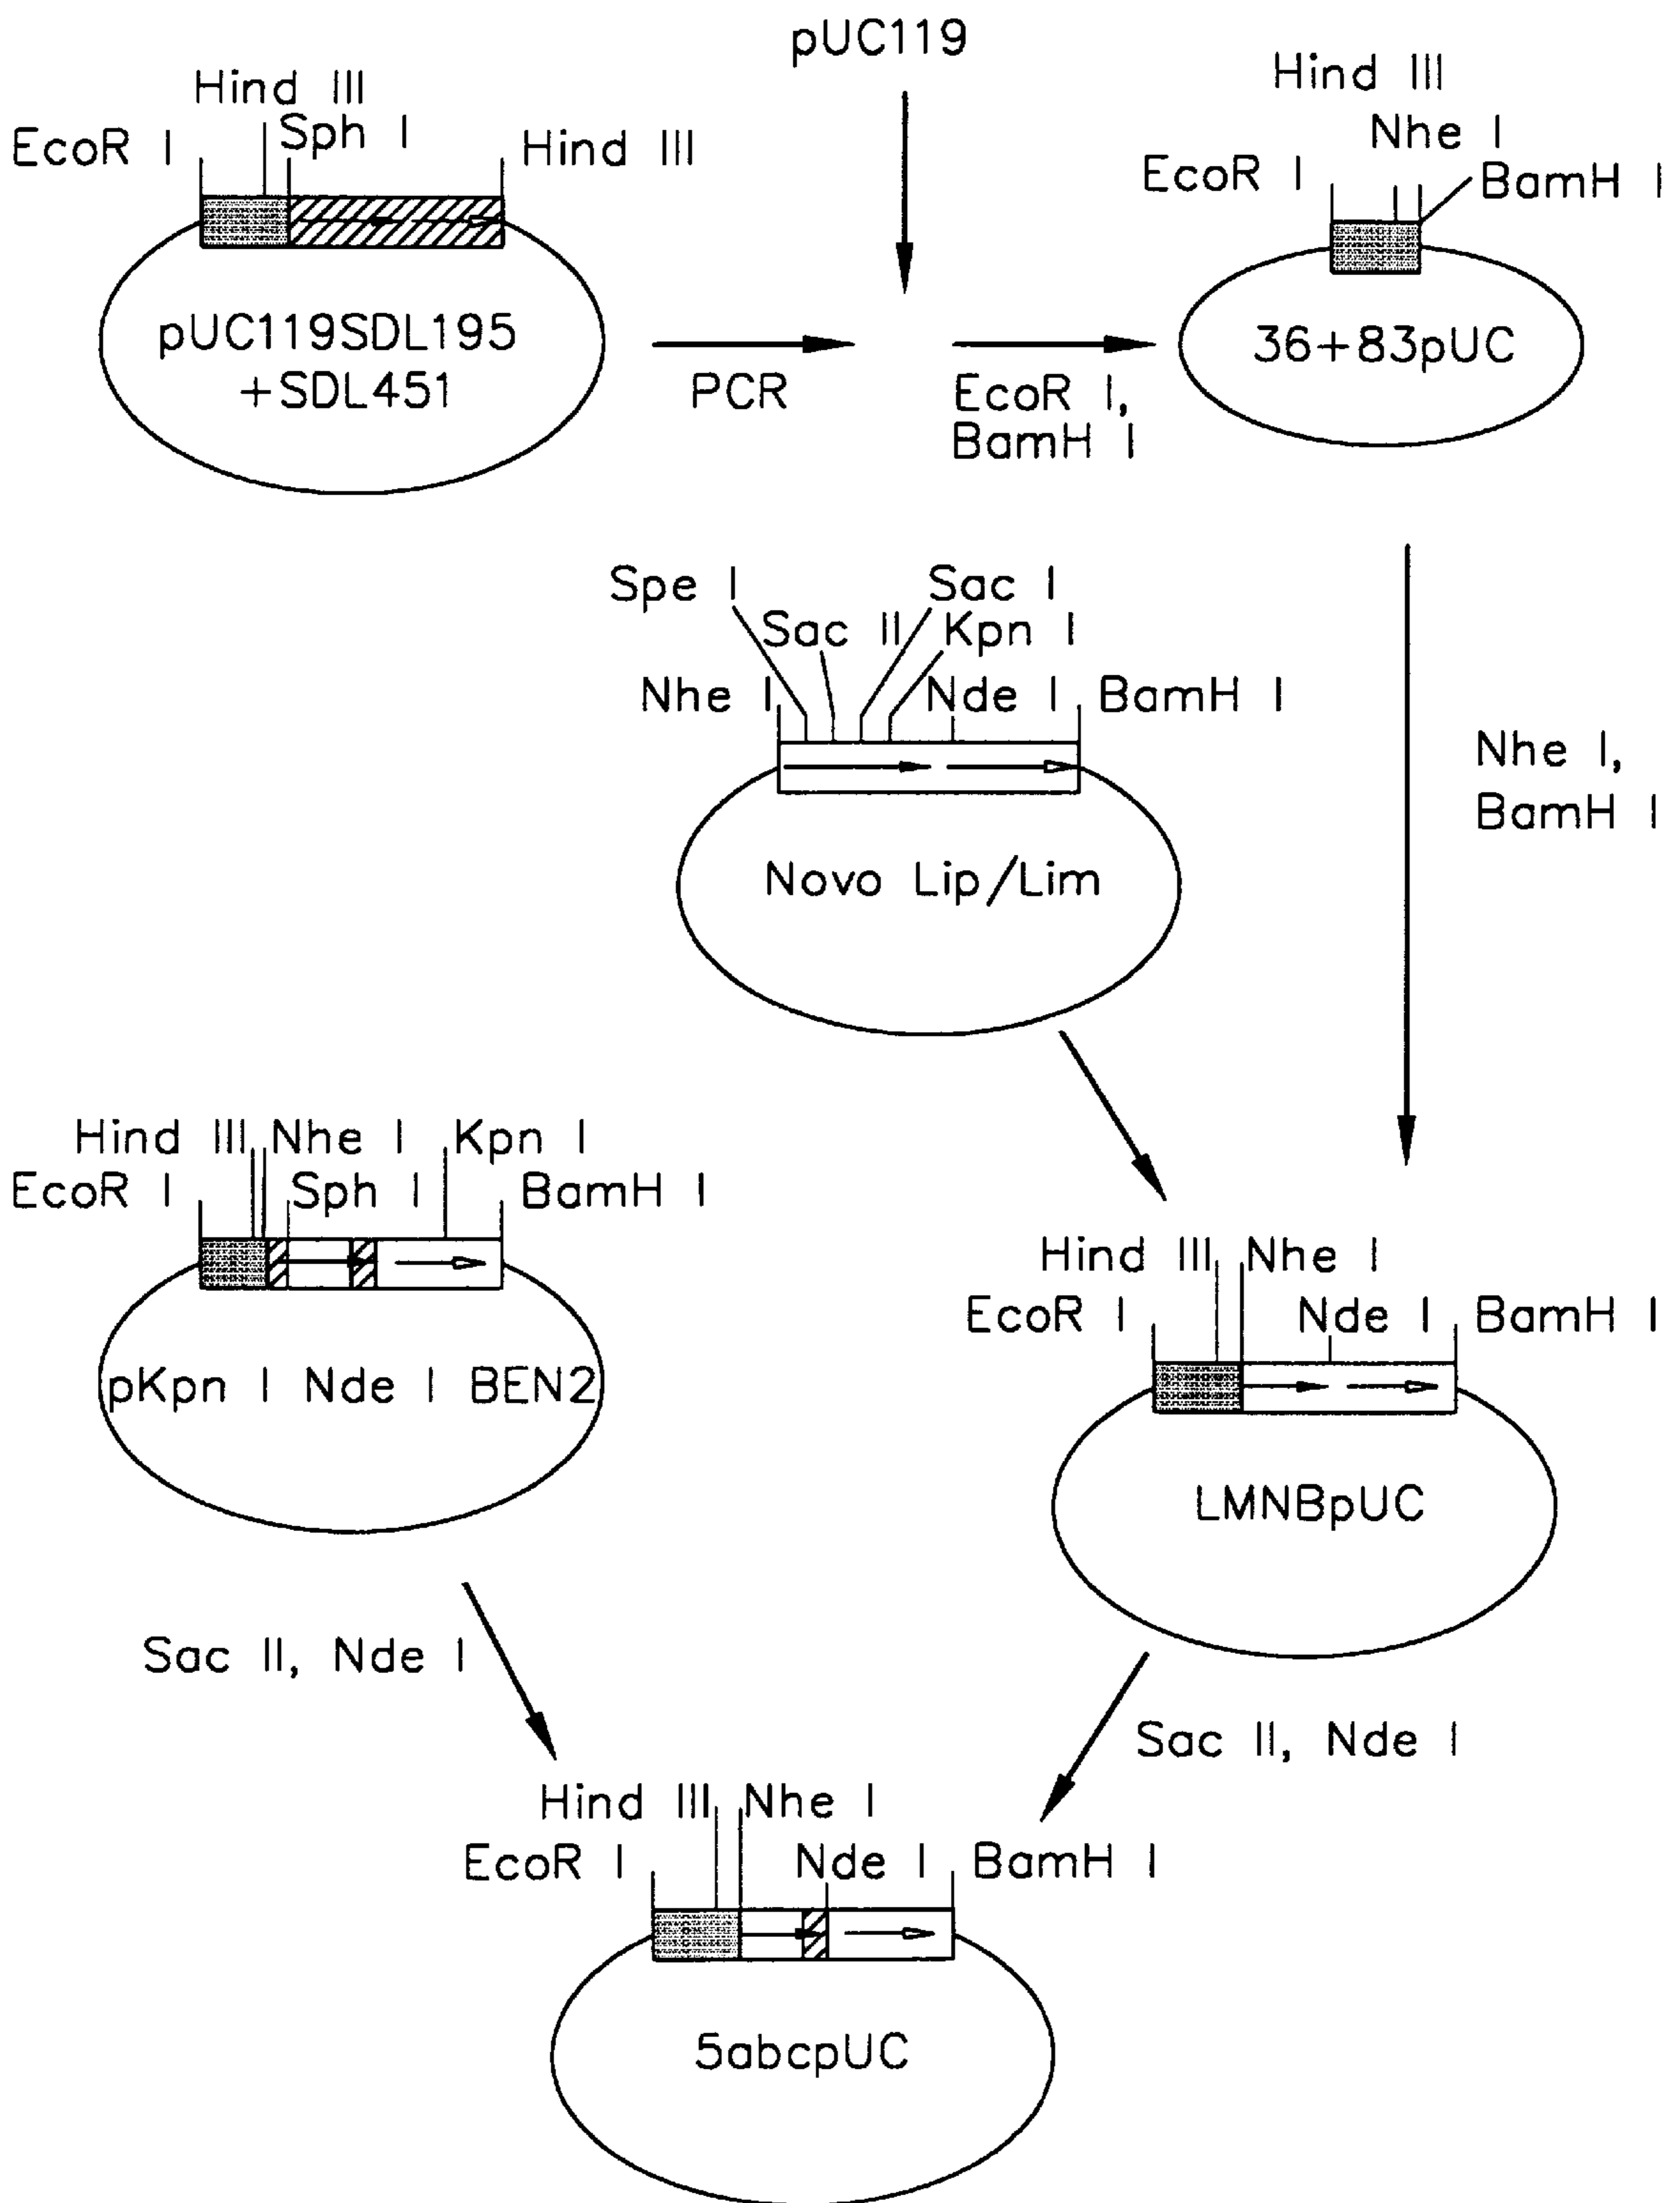 pUC119
Hind III
Sph I
EcoR I
Hind III
pUC119SDL195
+SDL451
PCR
EcoR I,
BamH I
Hind III
Nhe I
EcoR I
BamH I
36+83pUC
Spe I
Sac I
Sac II
Kpn I
Nhe I
Nde I
BamH I
Novo Lip/Lim
Nhe I,
BamH I
Hind III
Nhe I
Kpn I
EcoR I
Sph I
BamH I
pKpn I Nde I BEN2
Hind III
Nhe I
EcoR I
Nde I
BamH I
LMNBpUC
Sac II, Nde I
Sac II, Nde I
Hind III
Nhe I
EcoR I
Nde I
BamH I
5abcpUC